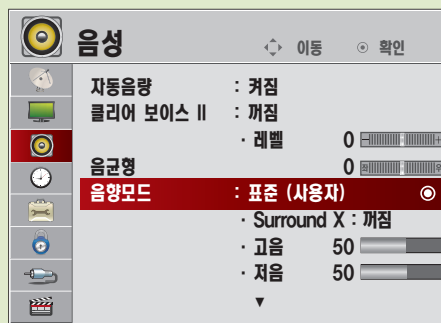 음성
이동 확인
자동음량 : 켜짐
클리어 보이스 II : 꺼짐
· 레벨 0 - +
음균형 0 좌 우
음향모드 : 표준 (사용자)
· Surround X : 꺼짐
· 고음 50
· 저음 50
▼